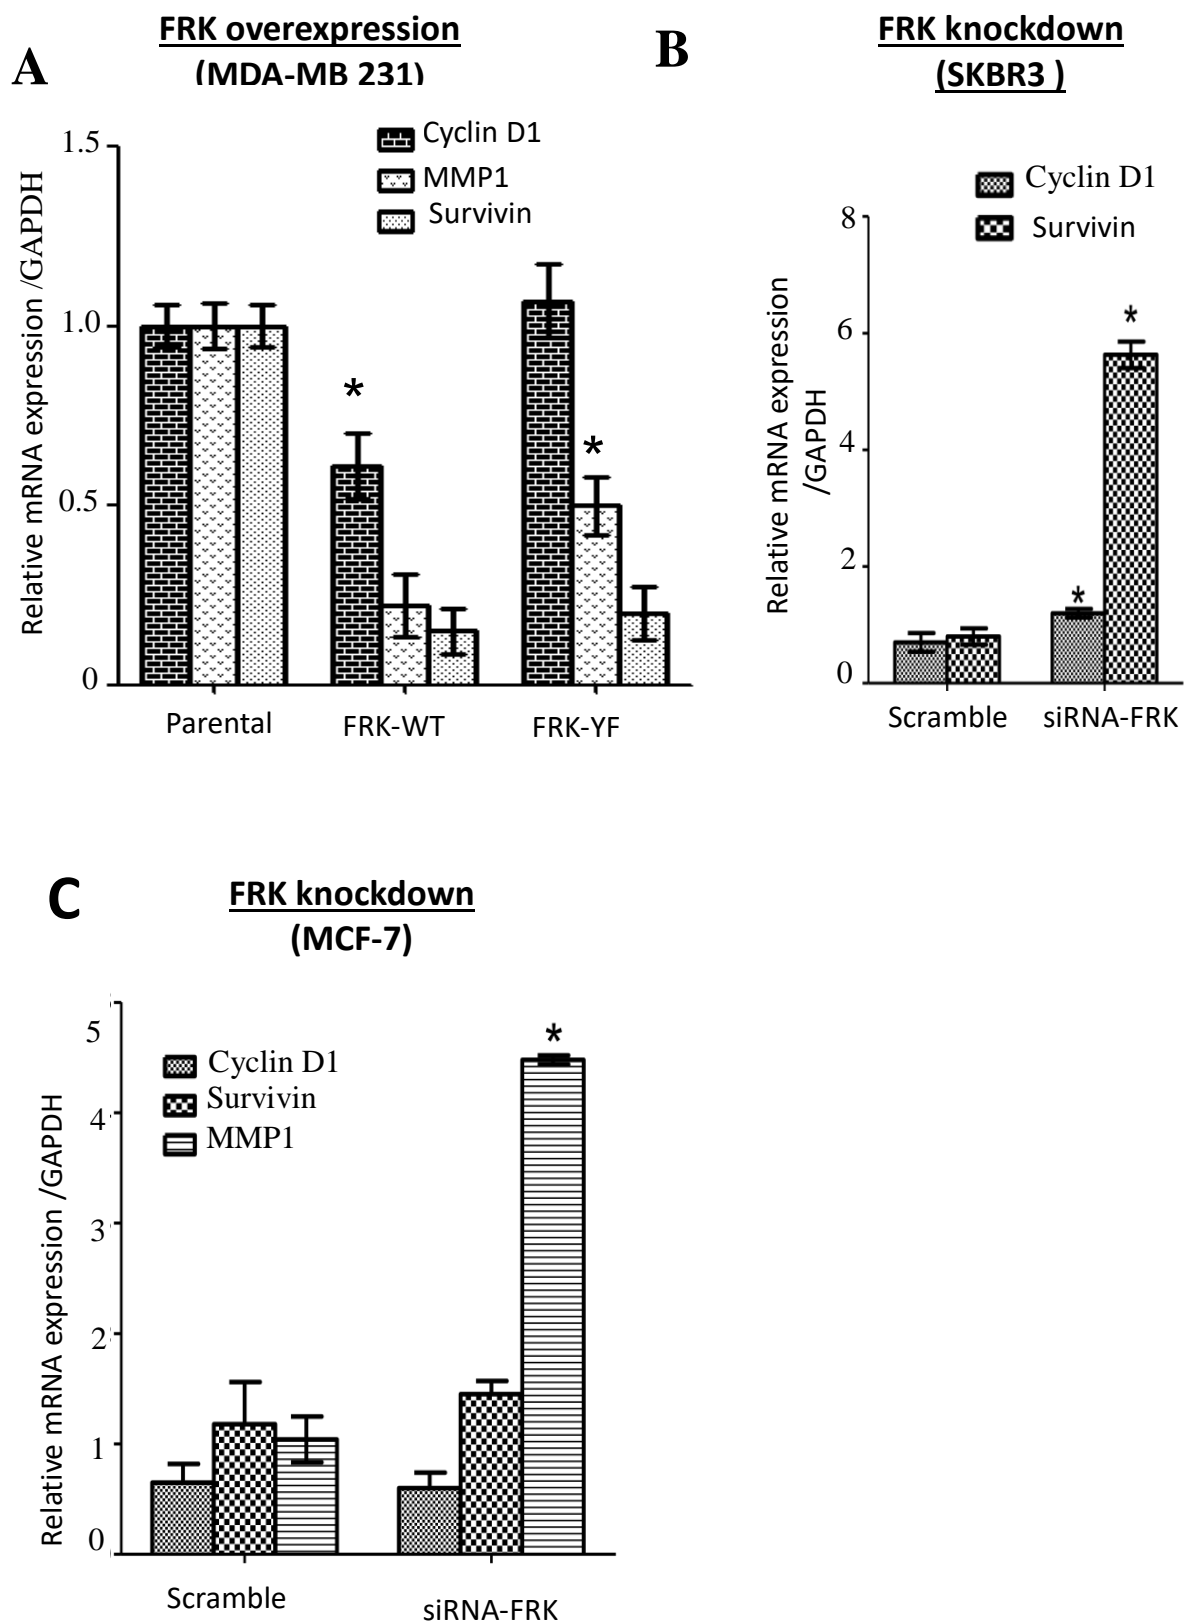 A
FRK overexpression
(MDA-MB 231)
Cyclin D1
MMP1
Survivin
Relative mRNA expression /GAPDH
1.5
1.0
0.5
0
*
*
Parental
FRK-WT
FRK-YF
B
FRK knockdown
(SKBR3 )
Cyclin D1
Survivin
Relative mRNA expression
/GAPDH
8
6
4
2
0
*
*
Scramble
siRNA-FRK
C
FRK knockdown
(MCF-7)
Cyclin D1
Survivin
MMP1
Relative mRNA expression /GAPDH
5
4
3
2
1
0
*
Scramble
siRNA-FRK